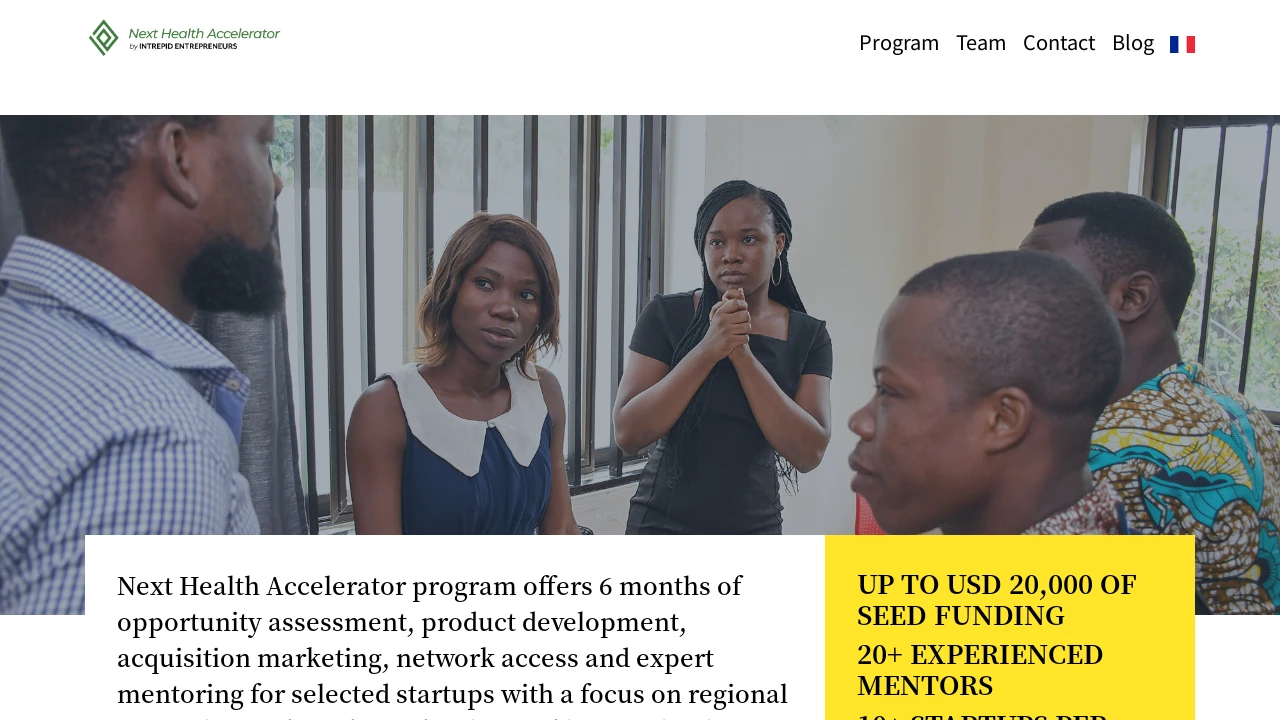 Next Health Accelerator
by INTREPID ENTREPRENEURS
Program Team Contact Blog
Next Health Accelerator program offers 6 months of
opportunity assessment, product development,
acquisition marketing, network access and expert
mentoring for selected startups with a focus on regional
UP TO USD 20,000 OF
SEED FUNDING
20+ EXPERIENCED
MENTORS